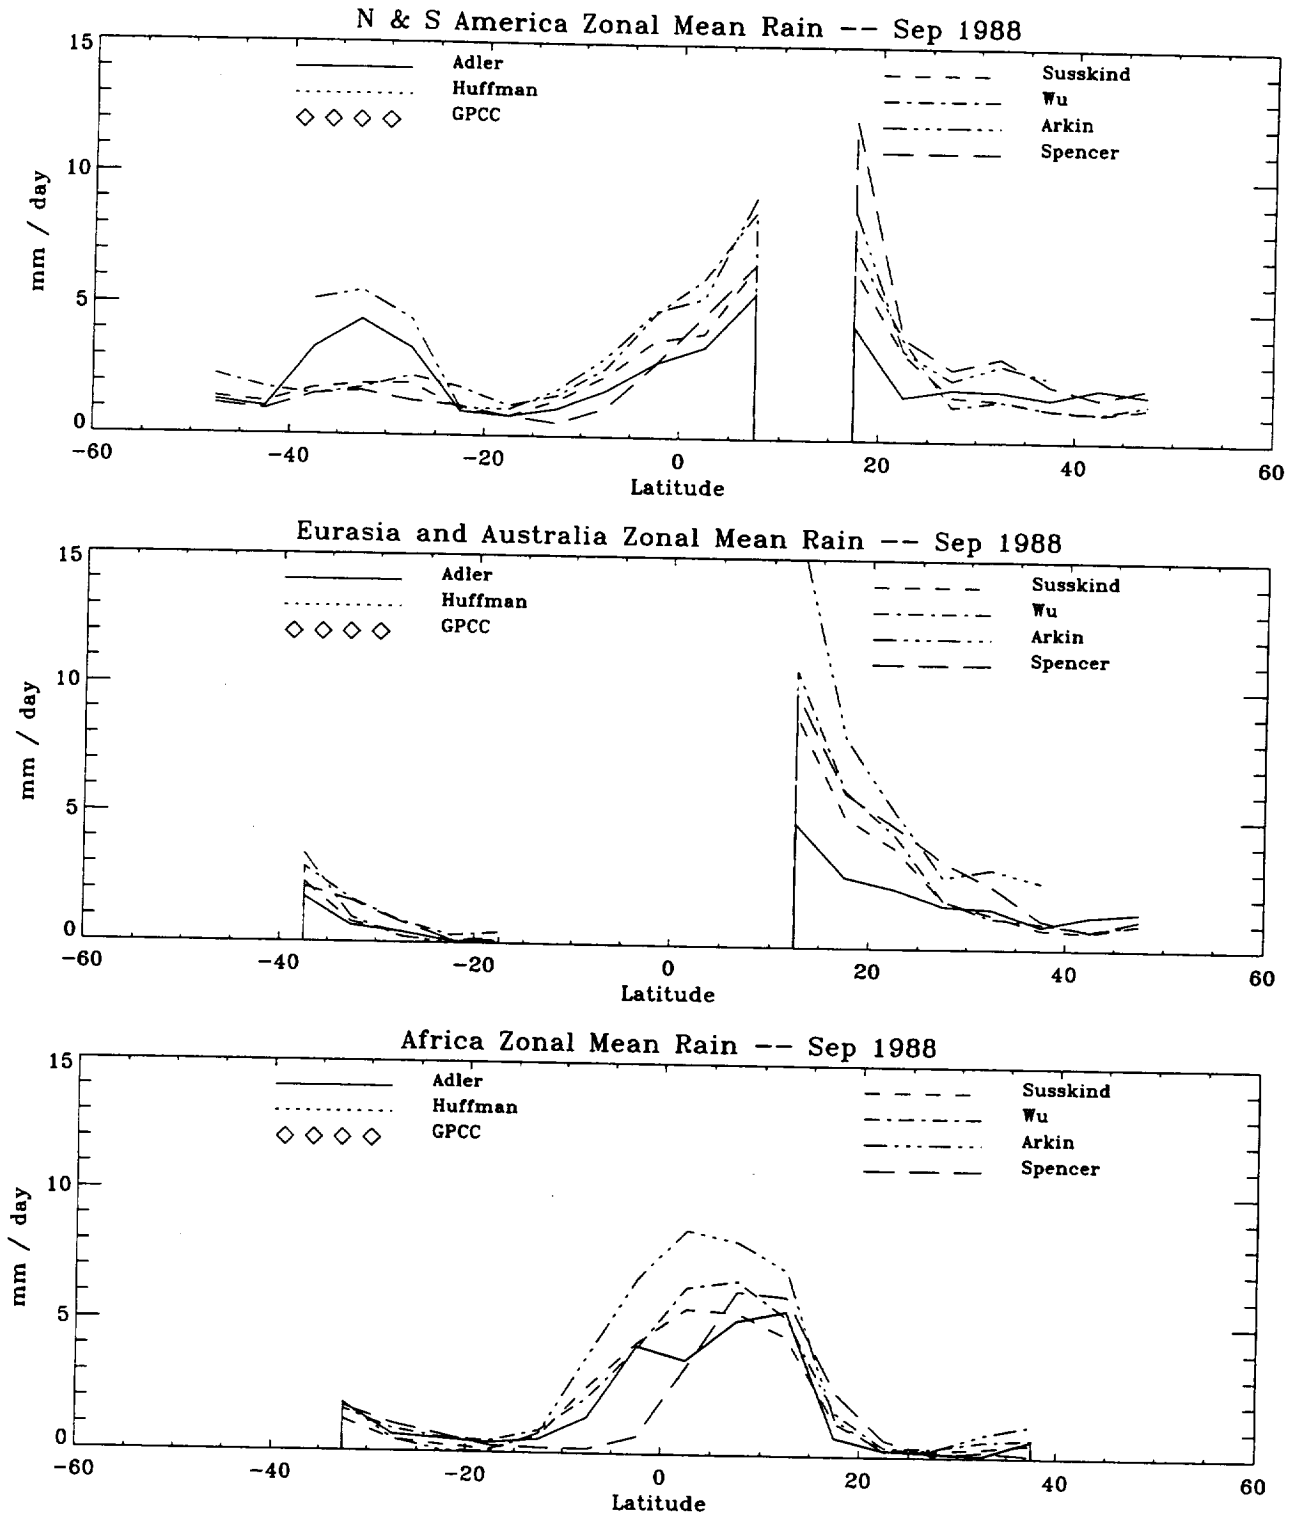 N & S America Zonal Mean Rain -- Sep 1988
15
10
5
0
mm / day
Adler
Huffman
GPCC
Susskind
Wu
Arkin
Spencer
-60 -40 -20 0 20 40 60
Latitude
Eurasia and Australia Zonal Mean Rain -- Sep 1988
15
10
5
0
mm / day
Adler
Huffman
GPCC
Susskind
Wu
Arkin
Spencer
-60 -40 -20 0 20 40 60
Latitude
Africa Zonal Mean Rain -- Sep 1988
15
10
5
0
mm / day
Adler
Huffman
GPCC
Susskind
Wu
Arkin
Spencer
-60 -40 -20 0 20 40 60
Latitude